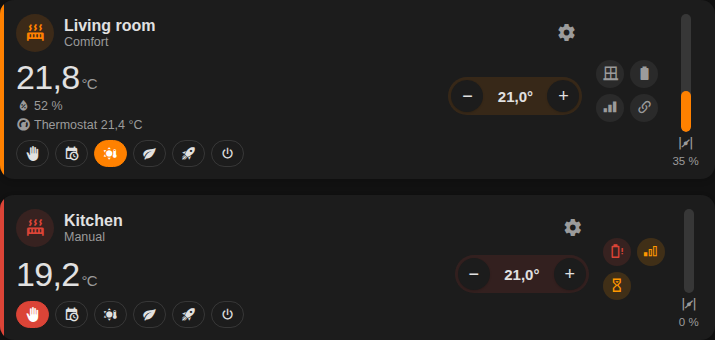 Living room
Comfort
21,8 °C
52 %
Thermostat 21,4 °C
− 21,0° +
35 %
Kitchen
Manual
19,2 °C
− 21,0° +
0 %